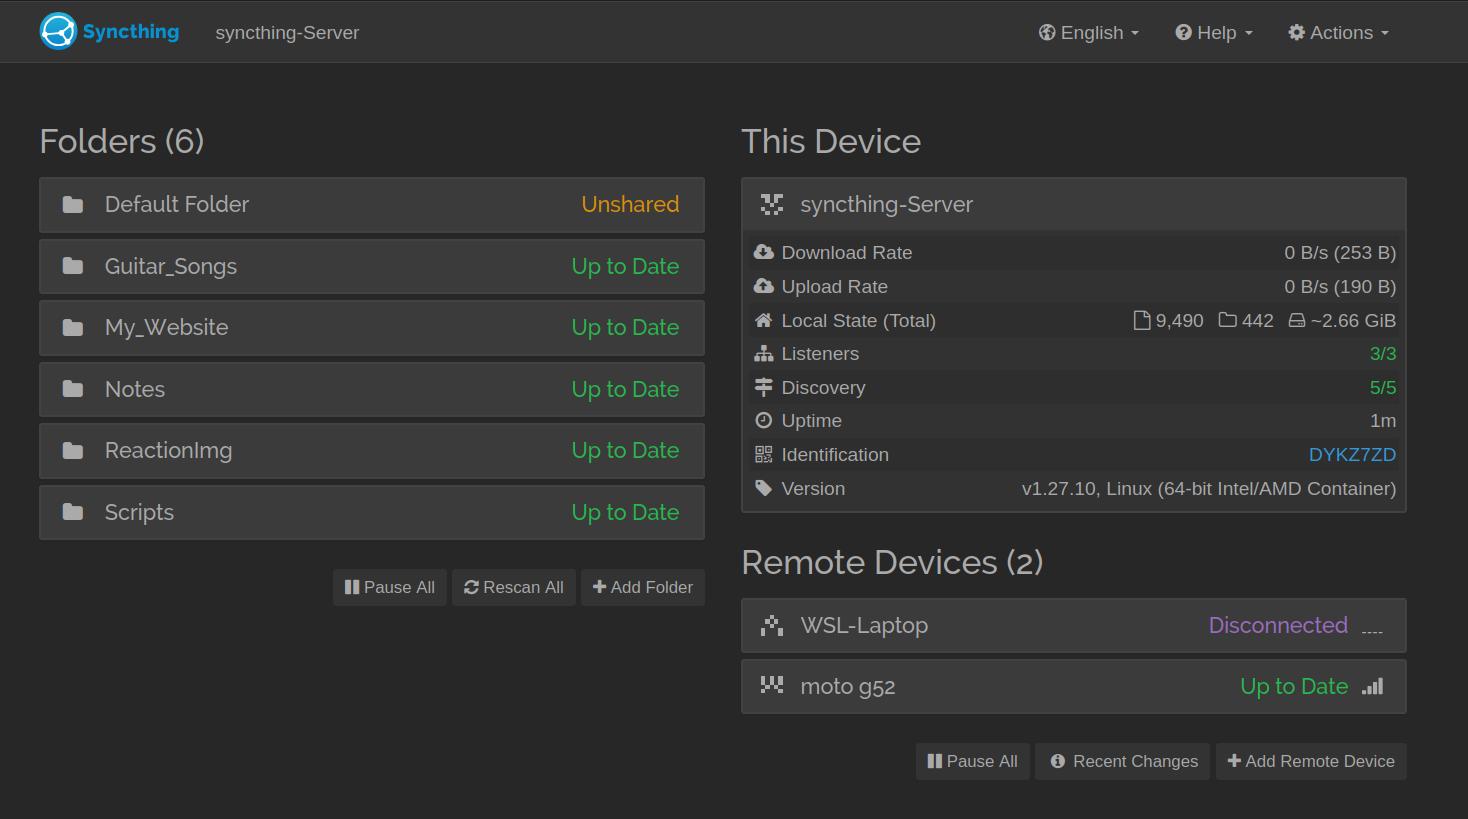 Syncthing syncthing-Server English Help Actions
Folders (6)
Default Folder Unshared
Guitar_Songs Up to Date
My_Website Up to Date
Notes Up to Date
ReactionImg Up to Date
Scripts Up to Date
Pause All Rescan All Add Folder
This Device
syncthing-Server
Download Rate 0 B/s (253 B)
Upload Rate 0 B/s (190 B)
Local State (Total) 9,490 442 ~2.66 GiB
Listeners 3/3
Discovery 5/5
Uptime 1m
Identification DYKZ7ZD
Version v1.27.10, Linux (64-bit Intel/AMD Container)
Remote Devices (2)
WSL-Laptop Disconnected
moto g52 Up to Date
Pause All Recent Changes Add Remote Device